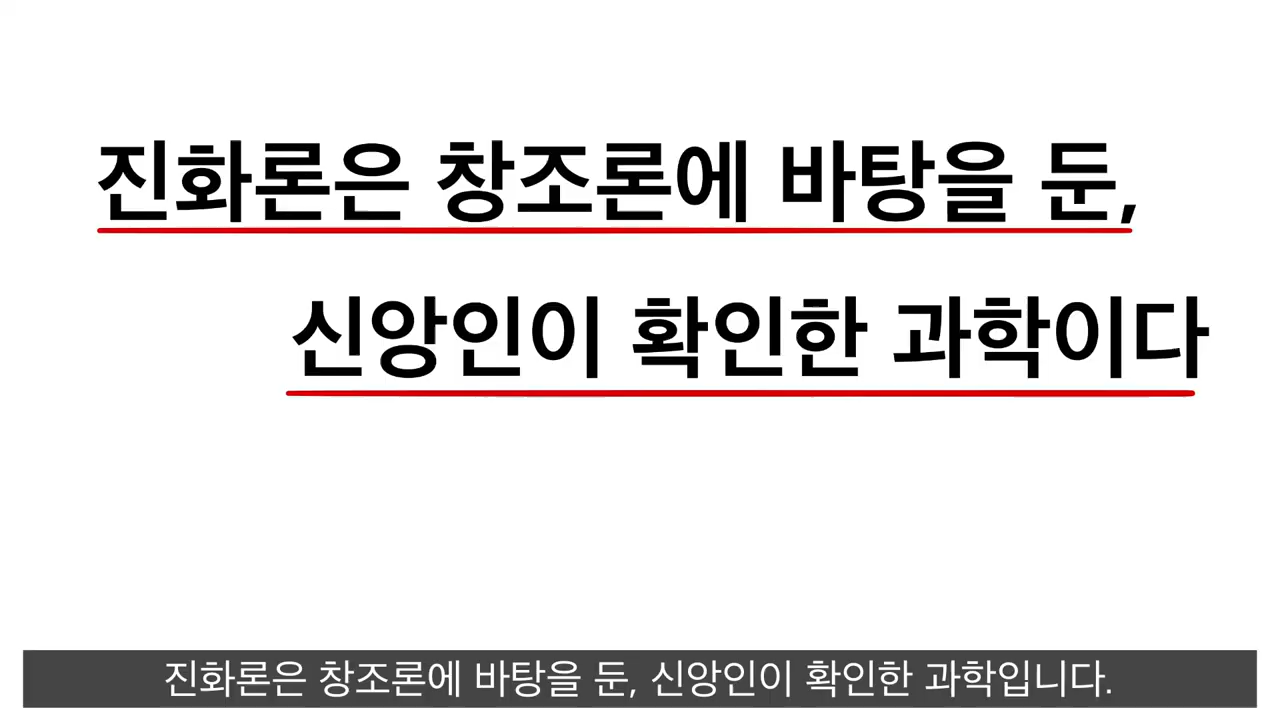 진화론은 창조론에 바탕을 둔,
신앙인이 확인한 과학이다
진화론은 창조론에 바탕을 둔, 신앙인이 확인한 과학입니다.